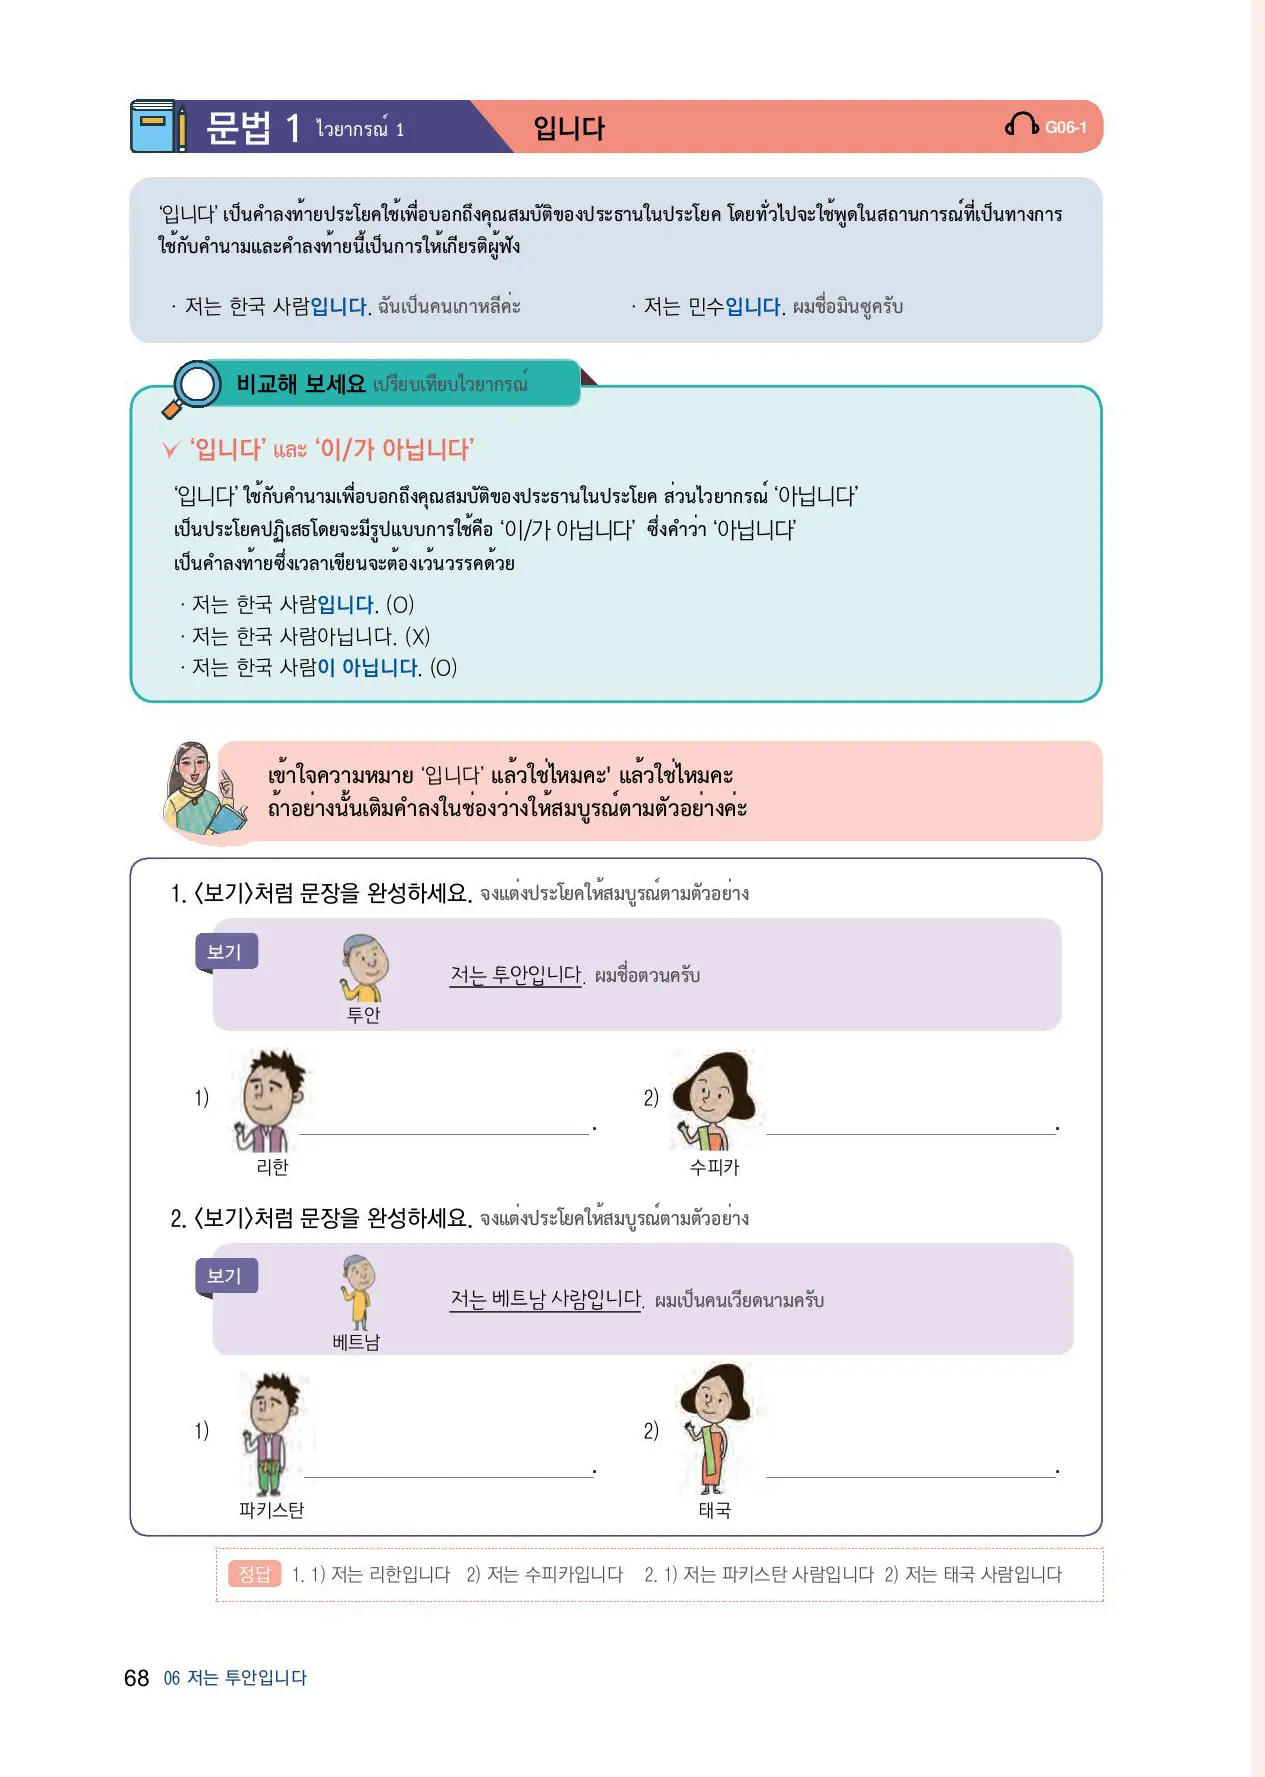 문법 1 ไวยากรณ์ 1 입니다 G06-1
‘입니다’ เป็นคำลงท้ายประโยคใช้เพื่อบอกถึงคุณสมบัติของประธานในประโยค โดยทั่วไปจะใช้พูดในสถานการณ์ที่เป็นทางการ
ใช้กับคำนามและคำลงท้ายนี้เป็นการให้เกียรติผู้ฟัง
· 저는 한국 사람입니다. ฉันเป็นคนเกาหลีค่ะ · 저는 민수입니다. ผมชื่อมินซูครับ
비교해 보세요 เปรียบเทียบไวยากรณ์
‘입니다’ และ ‘이/가 아닙니다’
‘입니다’ ใช้กับคำนามเพื่อบอกถึงคุณสมบัติของประธานในประโยค ส่วนไวยากรณ์ ‘아닙니다’
เป็นประโยคปฏิเสธโดยจะมีรูปแบบการใช้คือ ‘이/가 아닙니다’ ซึ่งคำว่า ‘아닙니다’
เป็นคำลงท้ายซึ่งเวลาเขียนจะต้องเว้นวรรคด้วย
· 저는 한국 사람입니다. (O)
· 저는 한국 사람아닙니다. (X)
· 저는 한국 사람이 아닙니다. (O)
เข้าใจความหมาย ‘입니다’ แล้วใช่ไหมคะ' แล้วใช่ไหมคะ
ถ้าอย่างนั้นเติมคำลงในช่องว่างให้สมบูรณ์ตามตัวอย่างค่ะ
1. 〈보기〉처럼 문장을 완성하세요. จงแต่งประโยคให้สมบูรณ์ตามตัวอย่าง
보기
저는 투안입니다. ผมชื่อตวนครับ
투안
1) . 2) .
리한 수피카
2. 〈보기〉처럼 문장을 완성하세요. จงแต่งประโยคให้สมบูรณ์ตามตัวอย่าง
보기
저는 베트남 사람입니다. ผมเป็นคนเวียดนามครับ
베트남
1) . 2) .
파키스탄 태국
정답 1. 1) 저는 리한입니다 2) 저는 수피카입니다 2. 1) 저는 파키스탄 사람입니다 2) 저는 태국 사람입니다
68 06 저는 투안입니다